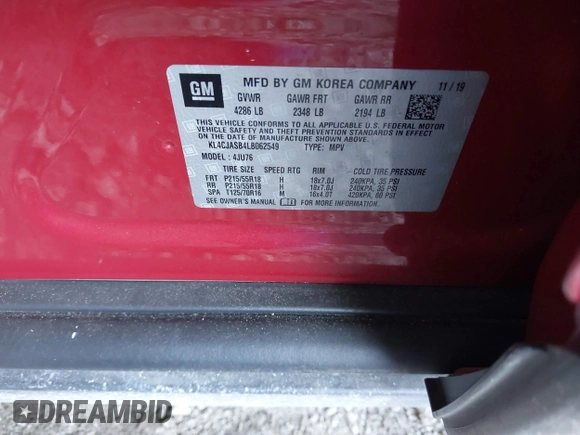 GM
MFD BY GM KOREA COMPANY 11/19
GVWR GAWR FRT GAWR RR
4286 LB 2348 LB 2194 LB
THIS VEHICLE CONFORMS TO ALL APPLICABLE U.S. FEDERAL MOTOR
VEHICLE SAFETY AND THEFT PREVENTION STANDARDS IN EFFECT ON
THE DATE OF MANUFACTURE SHOWN ABOVE.
KL4CJASB4LB062549 TYPE: MPV
MODEL: 4JU76
TIRE SIZE SPEED RTG RIM COLD TIRE PRESSURE
FRT P215/55R18 H 18x7.0J 240KPA, 35 PSI
RR P215/55R18 H 18x7.0J 240KPA, 35 PSI
SPA T125/70R16 M 16x4.0T 420KPA, 60 PSI
SEE OWNER'S MANUAL FOR MORE INFORMATION.
DREAMBID